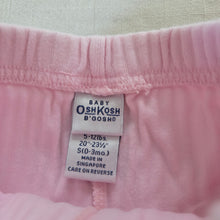 BABY
OSHKOSH
B'GOSH®
5-12lbs.
20"-23½"
S(0-3mo.)
MADE IN
SINGAPORE
CARE ON REVERSE